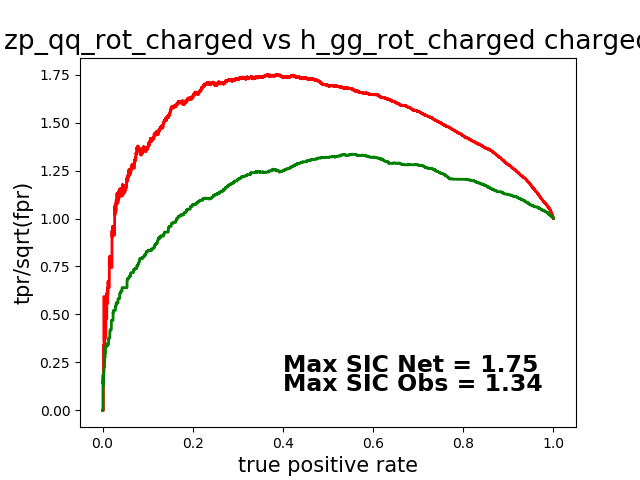 zp_qq_rot_charged vs h_gg_rot_charged charged
1.75
1.50
1.25
1.00
0.75
0.50
0.25
0.00
tpr/sqrt(fpr)
Max SIC Net = 1.75
Max SIC Obs = 1.34
0.0 0.2 0.4 0.6 0.8 1.0
true positive rate